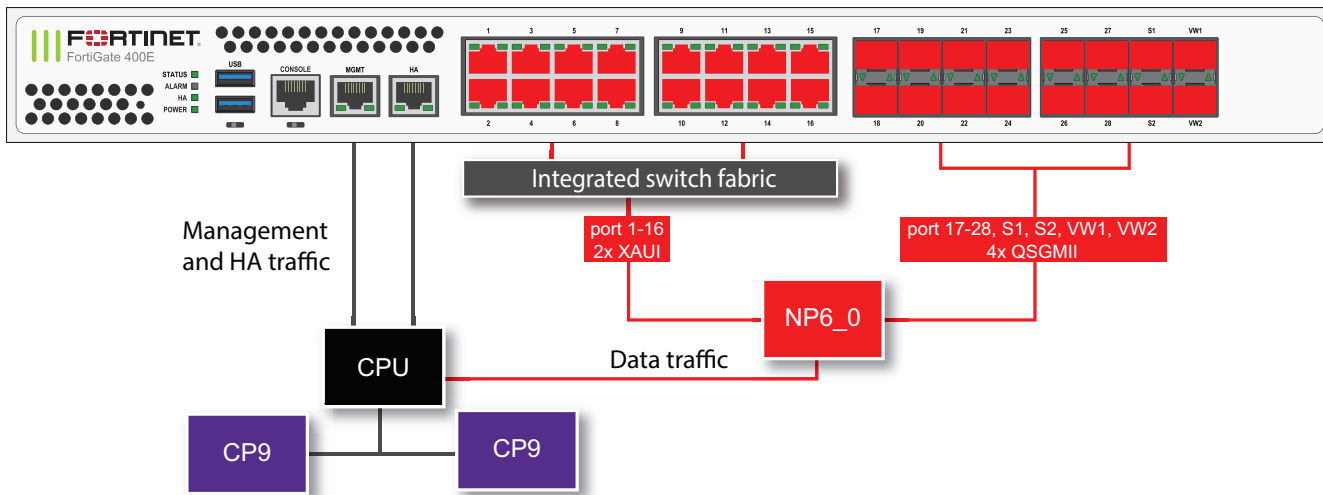 FORTINET
FortiGate 400E
STATUS
ALARM
HA
POWER
USB
CONSOLE
MGMT
HA
1 3 5 7
2 4 6 8
9 11 13 15
10 12 14 16
17 19 21 23
18 20 22 24
25 27 S1 VW1
26 28 S2 VW2
Integrated switch fabric
Management
and HA traffic
port 1-16
2x XAUI
port 17-28, S1, S2, VW1, VW2
4x QSGMII
NP6_0
CPU
Data traffic
CP9
CP9